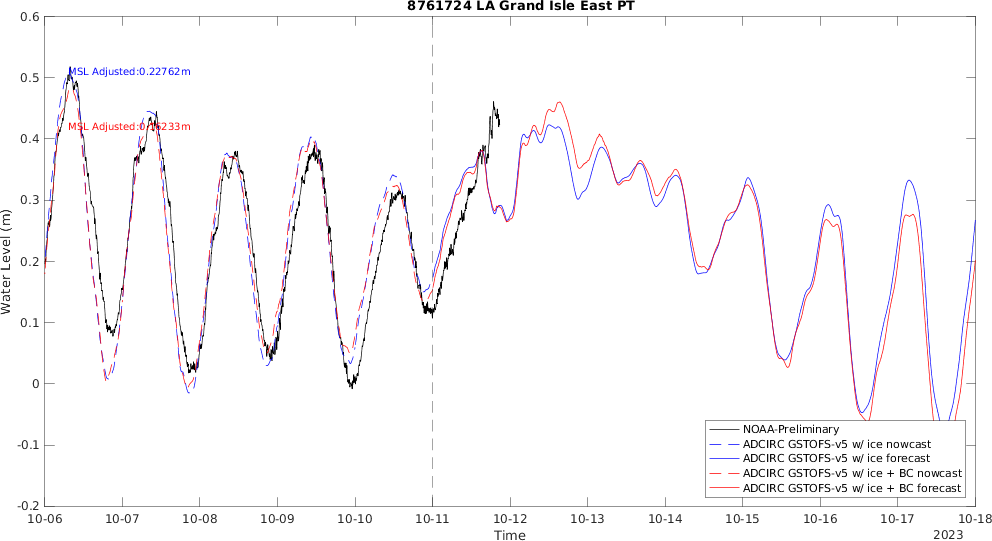 8761724 LA Grand Isle East PT
0.6
0.5
0.4
0.3
0.2
0.1
0
-0.1
-0.2
Water Level (m)
MSL Adjusted:0.22762m
MSL Adjusted: 233m
NOAA-Preliminary
ADCIRC GSTOFS-v5 w/ ice nowcast
ADCIRC GSTOFS-v5 w/ ice forecast
ADCIRC GSTOFS-v5 w/ ice + BC nowcast
ADCIRC GSTOFS-v5 w/ ice + BC forecast
10-06 10-07 10-08 10-09 10-10 10-11 10-12 10-13 10-14 10-15 10-16 10-17 10-18
Time
2023